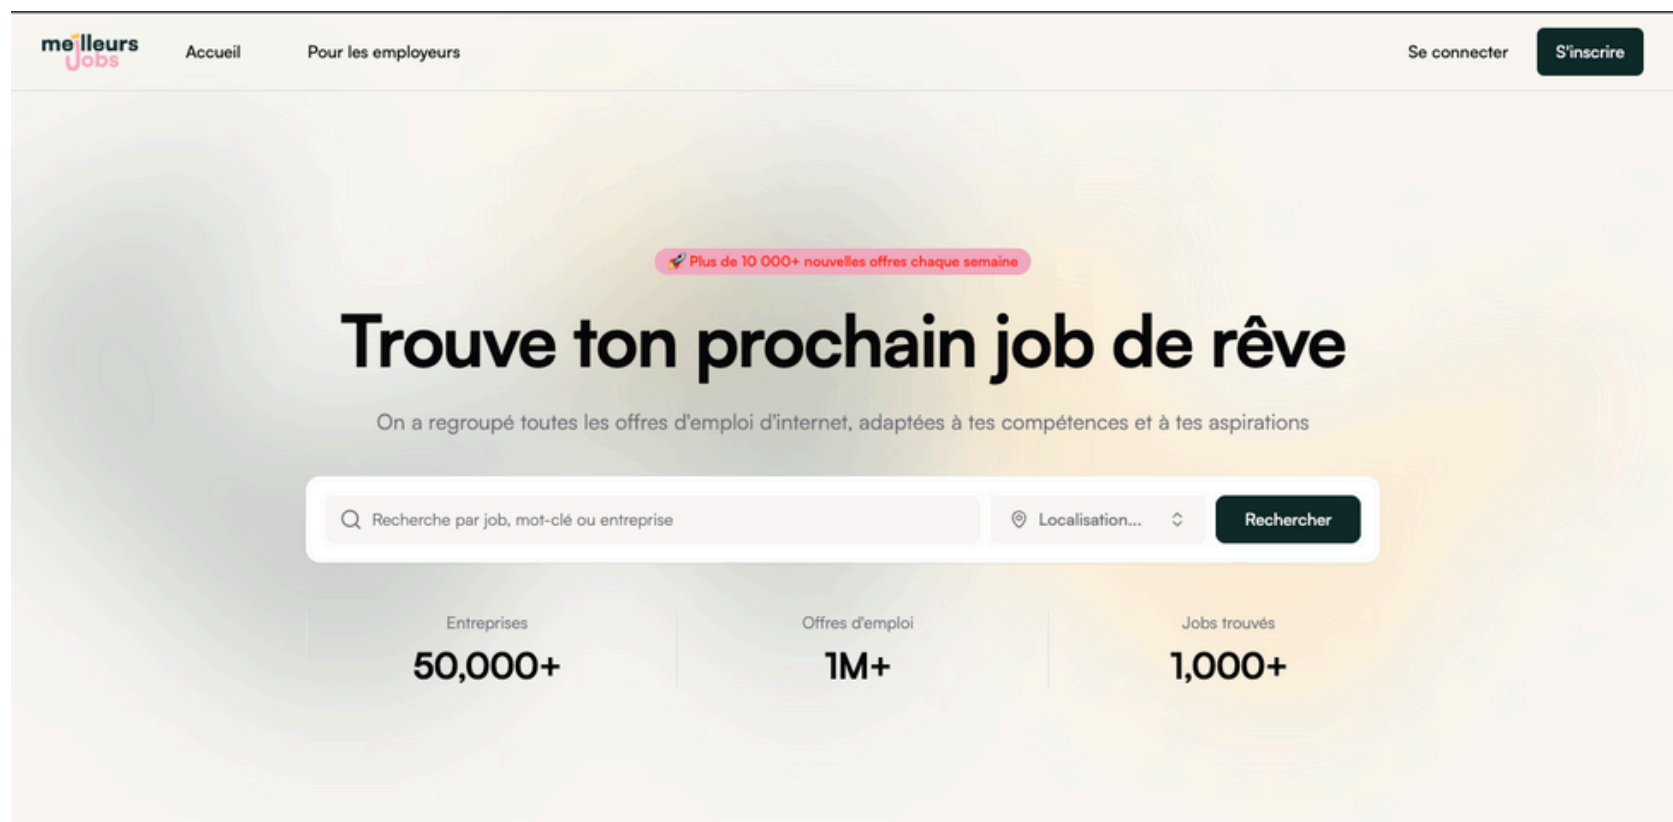 meilleurs
Jobs
Accueil
Pour les employeurs
Se connecter
S'inscrire
🚀 Plus de 10 000+ nouvelles offres chaque semaine
Trouve ton prochain job de rêve
On a regroupé toutes les offres d'emploi d'internet, adaptées à tes compétences et à tes aspirations
Recherche par job, mot-clé ou entreprise
Localisation...
Rechercher
Entreprises
50,000+
Offres d'emploi
1M+
Jobs trouvés
1,000+